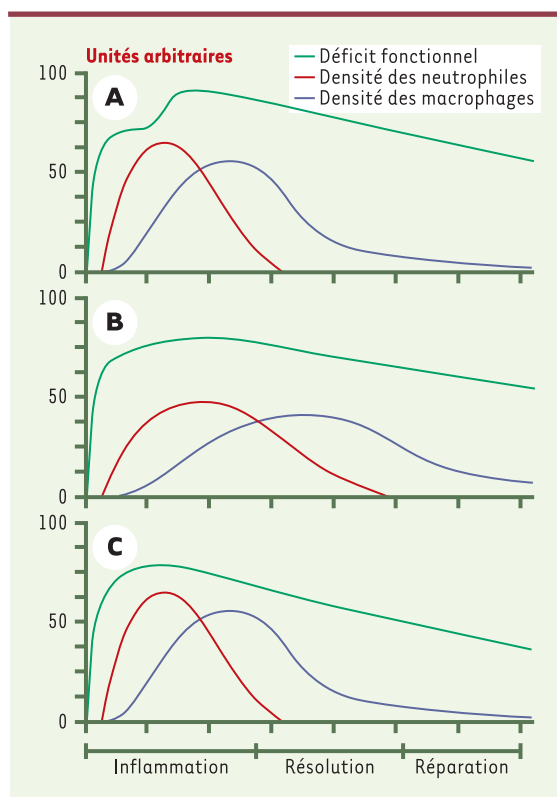 Unités arbitraires
Déficit fonctionnel
Densité des neutrophiles
Densité des macrophages
100
A
50
0
100
B
50
0
100
C
50
0
Inflammation Résolution Réparation